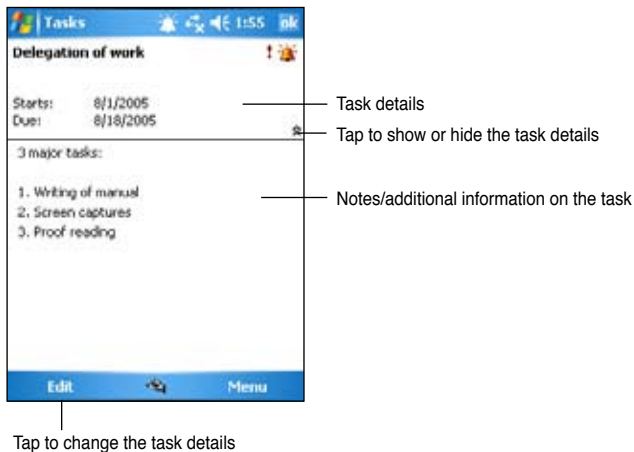 Tasks 1:55 ok
Delegation of work
Starts: 8/1/2005
Task details
Due: 8/18/2005
Tap to show or hide the task details
3 major tasks:
1. Writing of manual
Notes/additional information on the task
2. Screen captures
3. Proof reading
Edit Menu
Tap to change the task details